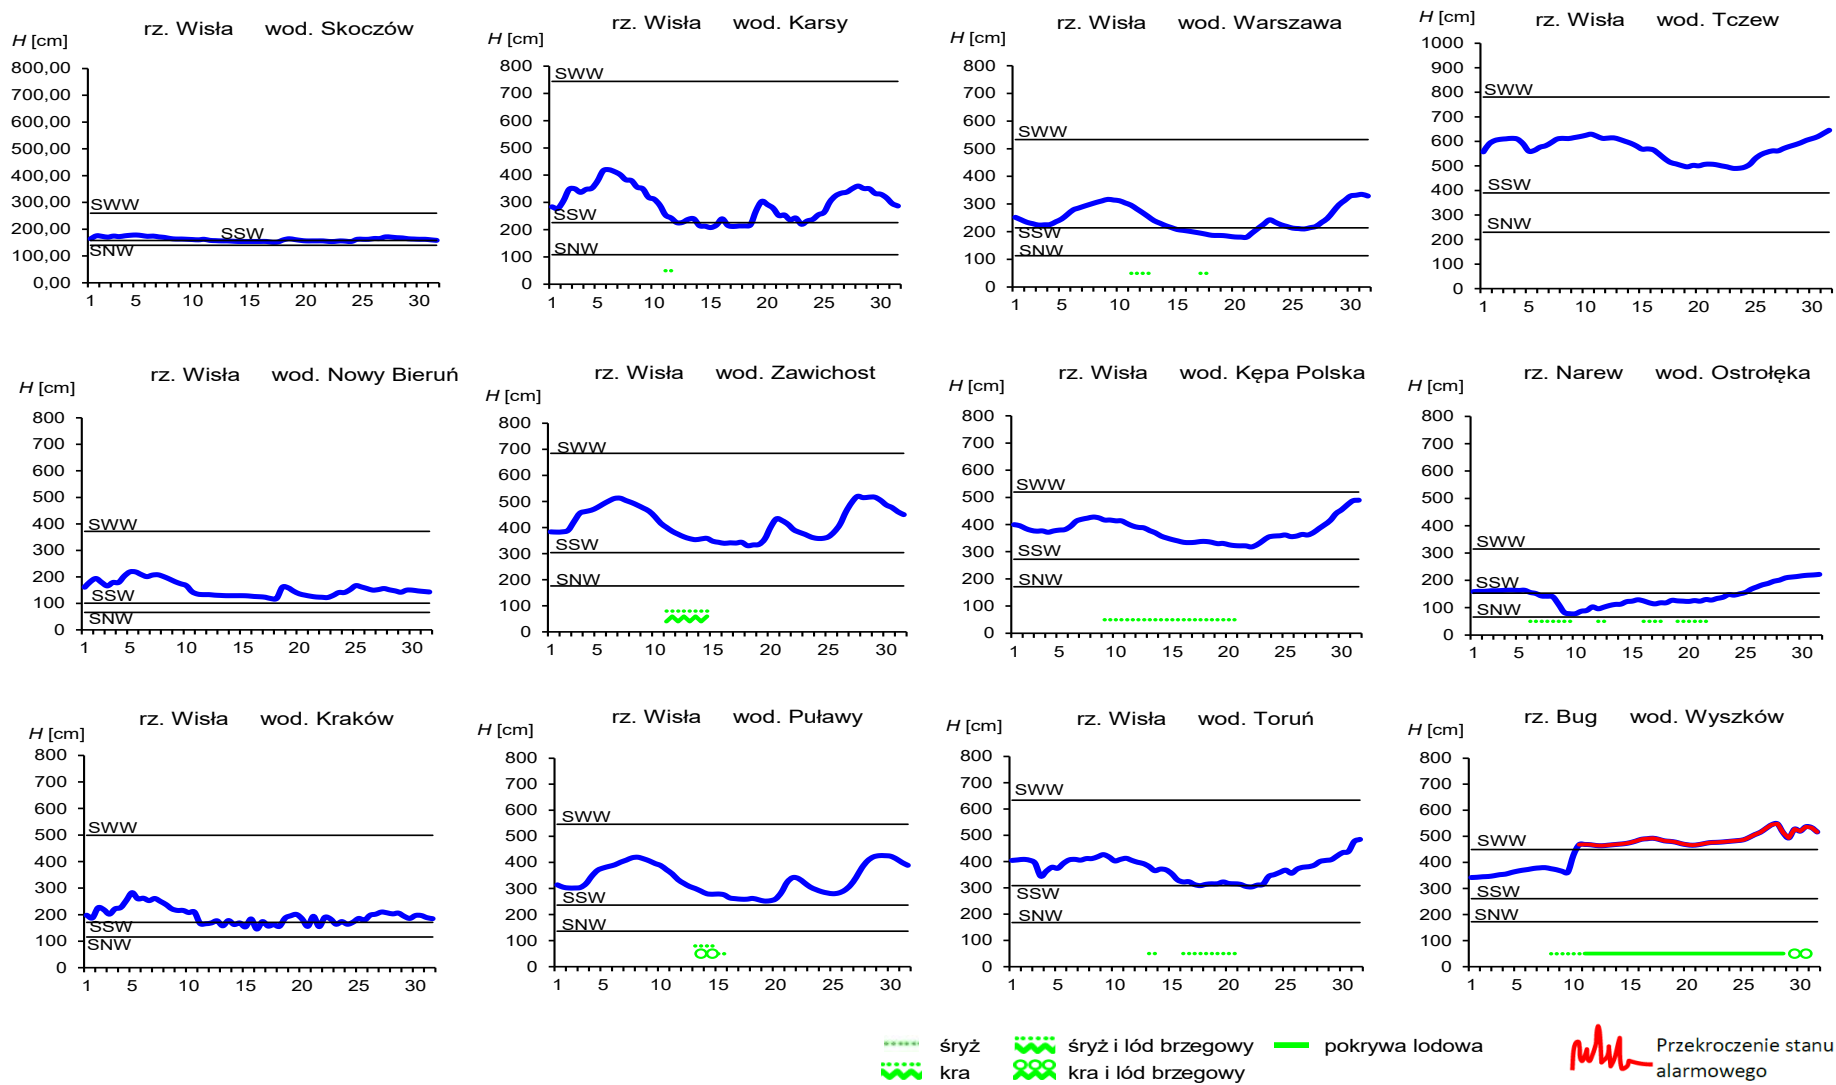 rz. Wisła wod. Skoczów
H [cm]
800,00
800,00
700,00
600,00
500,00
400,00
300,00
200,00
100,00
0,00
SWW
SSW
SNW
1 5 10 15 20 25 30
rz. Wisła wod. Karsy
H [cm]
800
700
600
500
400
300
200
100
0
SWW
SSW
SNW
1 5 10 15 20 25 30
rz. Wisła wod. Warszawa
H [cm]
800
700
600
500
400
300
200
100
0
SWW
SSW
SNW
1 5 10 15 20 25 30
rz. Wisła wod. Tczew
H [cm]
1000
900
800
700
600
500
400
300
200
100
0
SWW
SSW
SNW
1 5 10 15 20 25 30
rz. Wisła wod. Nowy Bieruń
H [cm]
800
700
600
500
400
300
200
100
0
SWW
SSW
SNW
1 5 10 15 20 25 30
rz. Wisła wod. Zawichost
H [cm]
800
700
600
500
400
300
200
100
0
SWW
SSW
SNW
1 5 10 15 20 25 30
rz. Wisła wod. Kępa Polska
H [cm]
800
700
600
500
400
300
200
100
0
SWW
SSW
SNW
1 5 10 15 20 25 30
rz. Narew wod. Ostrołęka
H [cm]
800
700
600
500
400
300
200
100
0
SWW
SSW
SNW
1 5 10 15 20 25 30
rz. Wisła wod. Kraków
H [cm]
800
700
600
500
400
300
200
100
0
SWW
SSW
SNW
1 5 10 15 20 25 30
rz. Wisła wod. Puławy
H [cm]
800
700
600
500
400
300
200
100
0
SWW
SSW
SNW
1 5 10 15 20 25 30
rz. Wisła wod. Toruń
H [cm]
800
700
600
500
400
300
200
100
0
SWW
SSW
SNW
1 5 10 15 20 25 30
rz. Bug wod. Wyszków
H [cm]
800
700
600
500
400
300
200
100
0
SWW
SSW
SNW
1 5 10 15 20 25 30
śryż śryż i lód brzegowy pokrywa lodowa
kra kra i lód brzegowy
Przekroczenie stanu
alarmowego